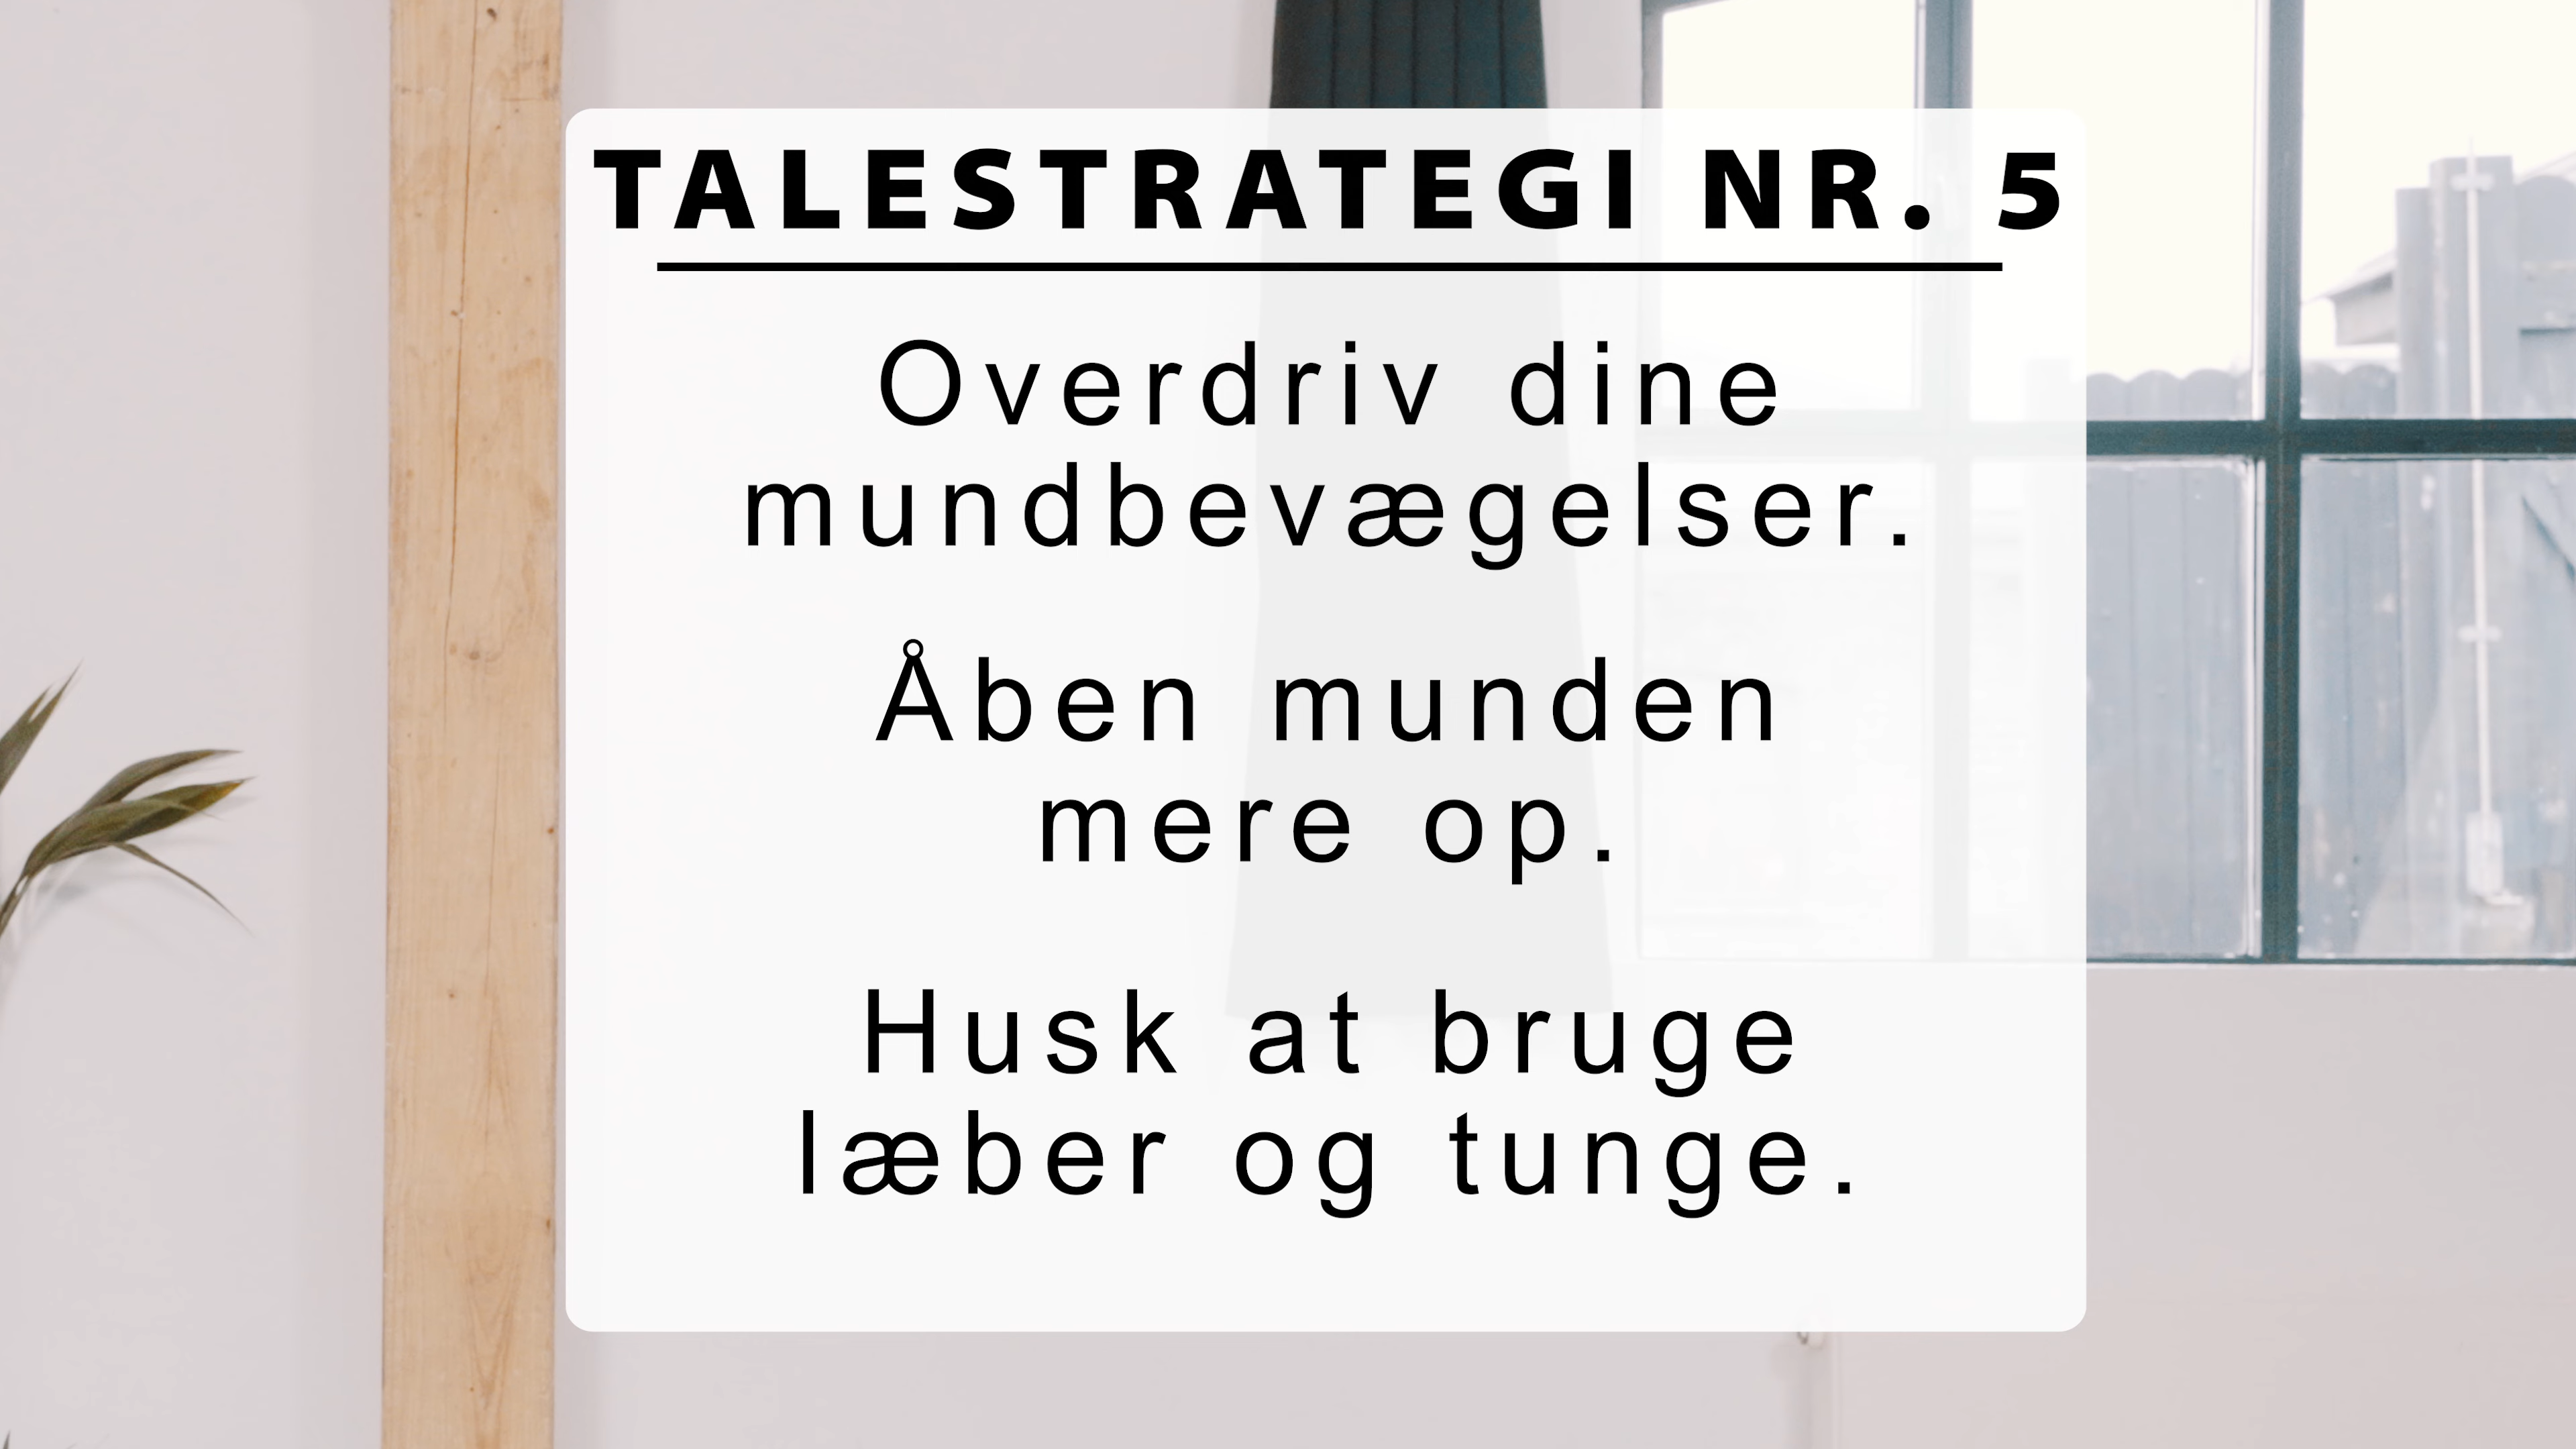 TALESTRATEGI NR. 5
Overdriv dine
mundbevægelser.
Åben munden
mere op.
Husk at bruge
læber og tunge.